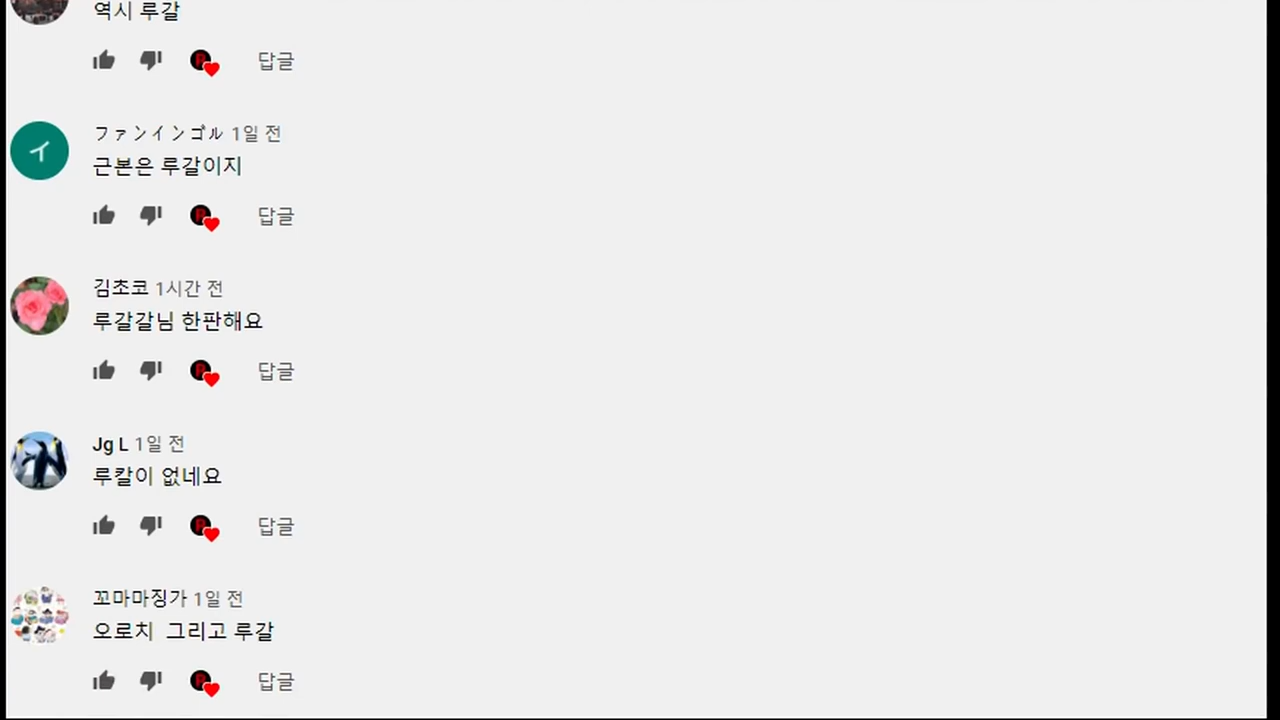 역시 루갈
답글
イ
ファンインゴル 1일 전
근본은 루갈이지
답글
김초코 1시간 전
루갈갈님 한판해요
답글
Jg L 1일 전
루칼이 없네요
답글
꼬마마징가 1일 전
오로치 그리고 루갈
답글